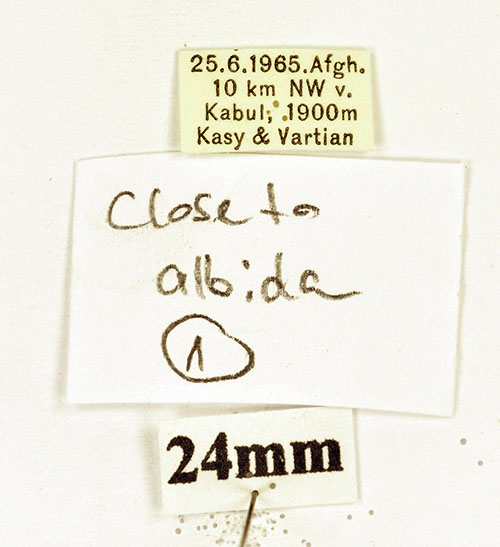 25.6.1965.Afgh.
10 km NW v.
Kabul, 1900m
Kasy & Vartian
Close to
albida
1
24mm